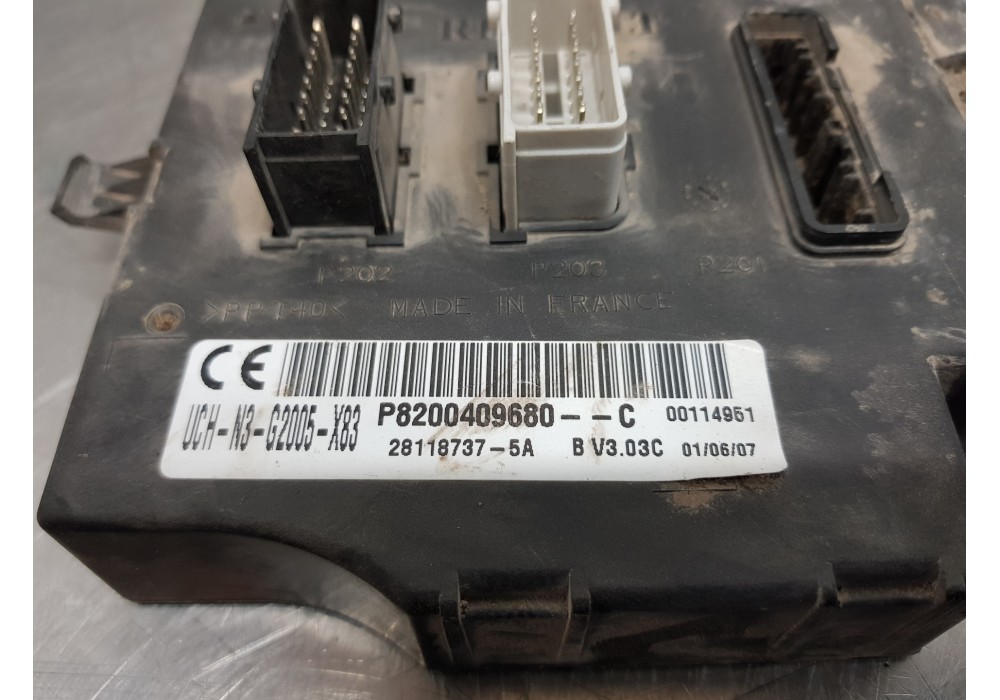 P202 P203 P201
>PP T40< MADE IN FRANCE
CE
UCH-N3-G2005-X83 P8200409680--C 00114951
28118737-5A B V3.03C 01/06/07